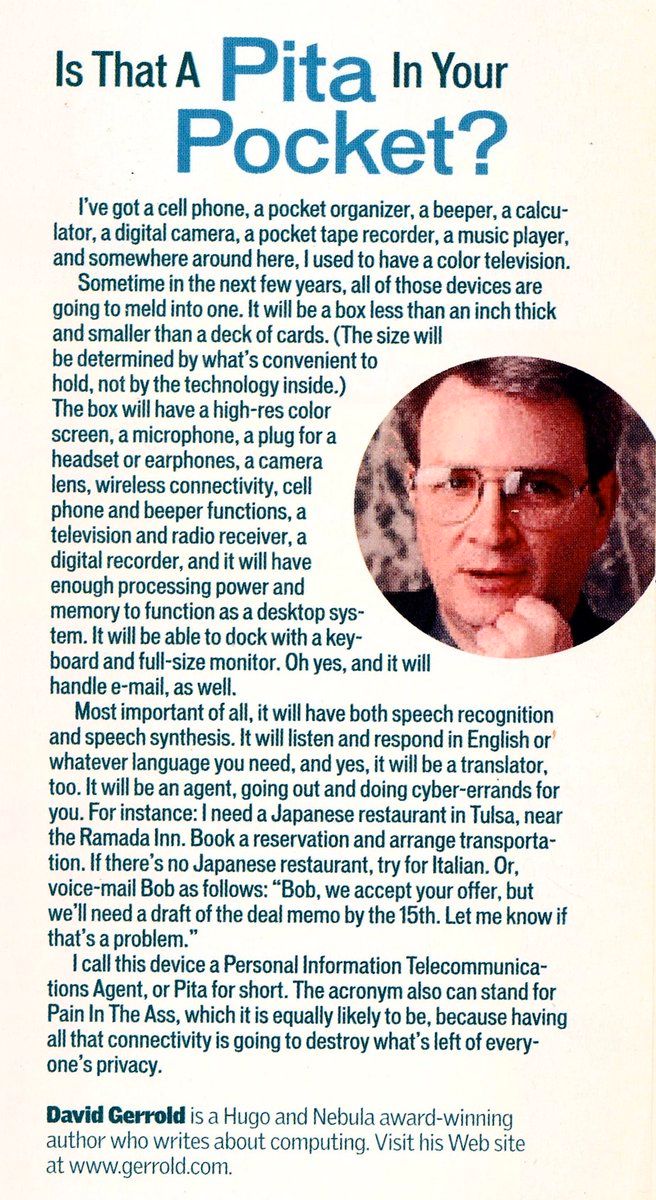 Is That A Pita In Your
Pocket?
I've got a cell phone, a pocket organizer, a beeper, a calcu-
lator, a digital camera, a pocket tape recorder, a music player,
and somewhere around here, I used to have a color television.
Sometime in the next few years, all of those devices are
going to meld into one. It will be a box less than an inch thick
and smaller than a deck of cards. (The size will
be determined by what's convenient to
hold, not by the technology inside.)
The box will have a high-res color
screen, a microphone, a plug for a
headset or earphones, a camera
lens, wireless connectivity, cell
phone and beeper functions, a
television and radio receiver, a
digital recorder, and it will have
enough processing power and
memory to function as a desktop sys-
tem. It will be able to dock with a key-
board and full-size monitor. Oh yes, and it will
handle e-mail, as well.
Most important of all, it will have both speech recognition
and speech synthesis. It will listen and respond in English or
whatever language you need, and yes, it will be a translator,
too. It will be an agent, going out and doing cyber-errands for
you. For instance: I need a Japanese restaurant in Tulsa, near
the Ramada Inn. Book a reservation and arrange transporta-
tion. If there's no Japanese restaurant, try for Italian. Or,
voice-mail Bob as follows: "Bob, we accept your offer, but
we'll need a draft of the deal memo by the 15th. Let me know if
that's a problem."
I call this device a Personal Information Telecommunica-
tions Agent, or Pita for short. The acronym also can stand for
Pain In The Ass, which it is equally likely to be, because having
all that connectivity is going to destroy what's left of every-
one's privacy.
David Gerrold is a Hugo and Nebula award-winning
author who writes about computing. Visit his Web site
at www.gerrold.com.